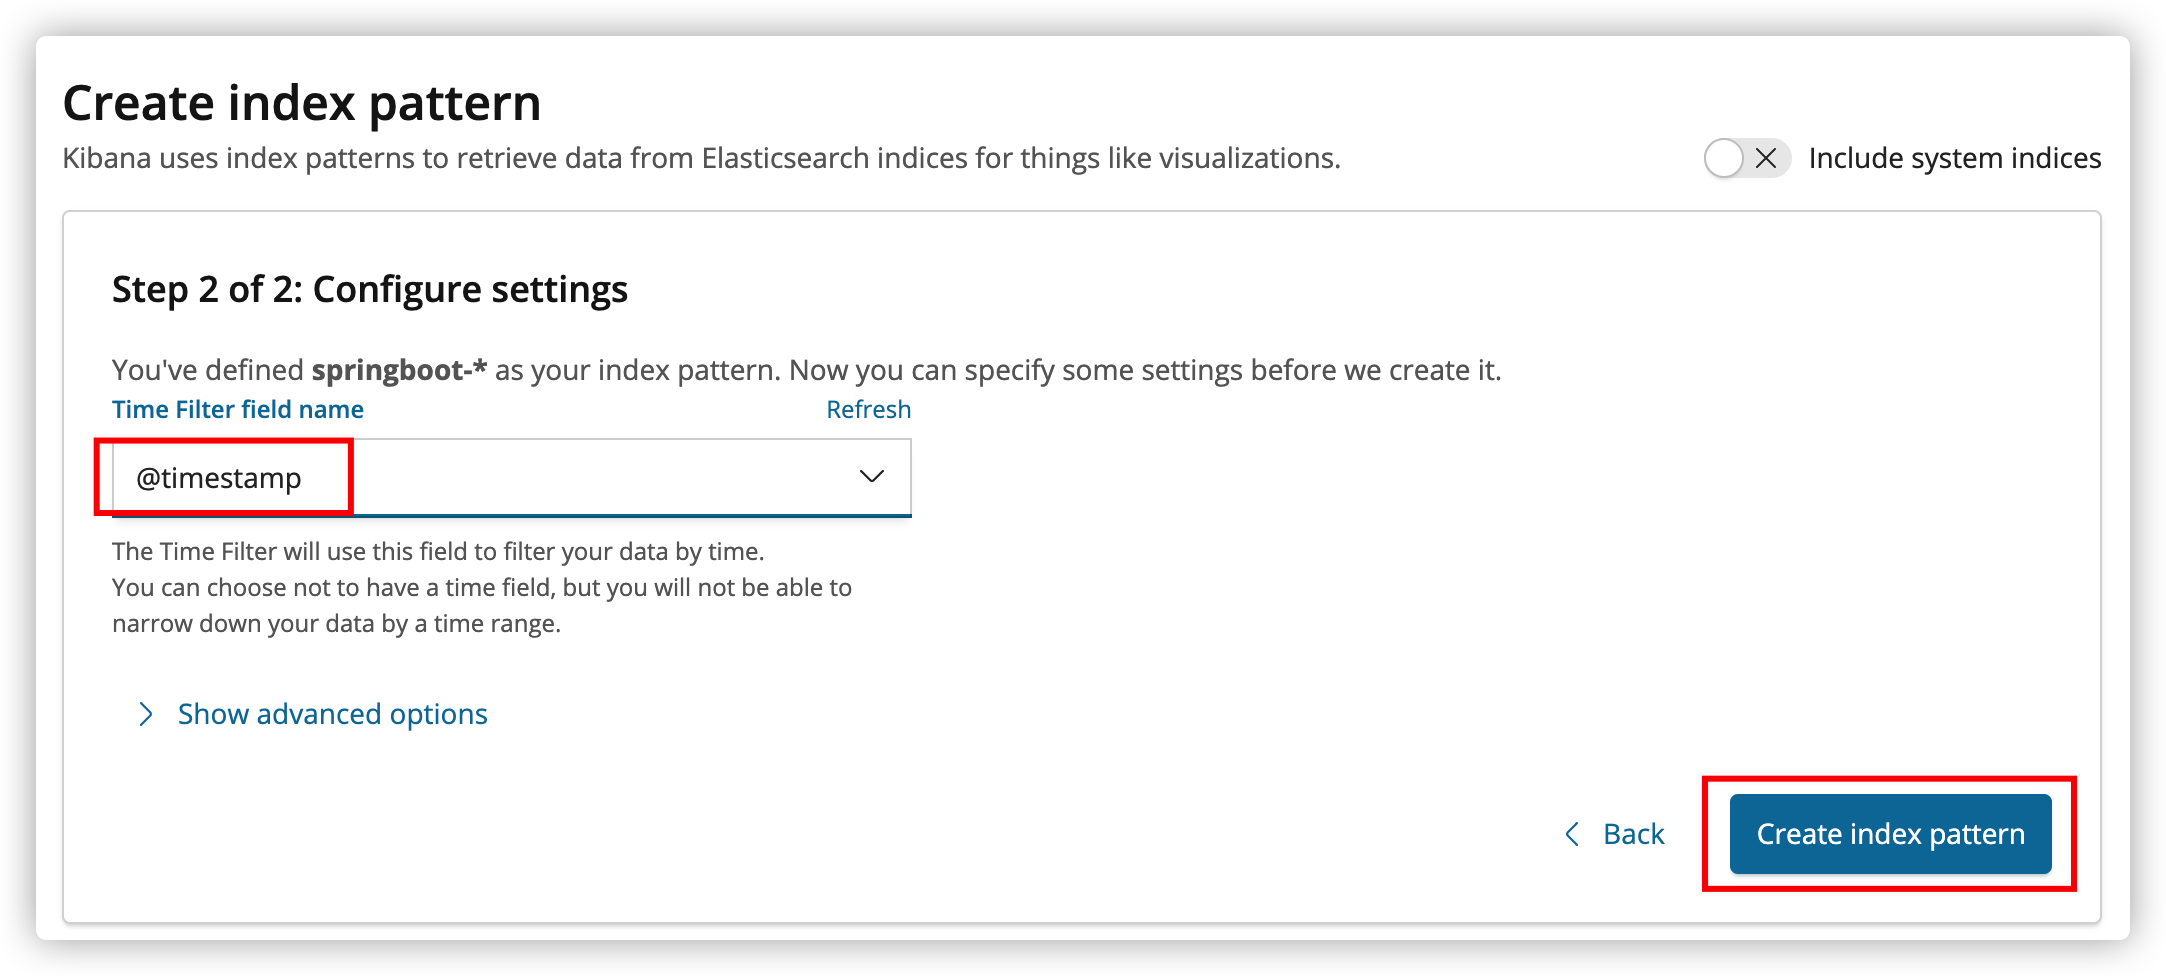 Create index pattern
Kibana uses index patterns to retrieve data from Elasticsearch indices for things like visualizations.
Include system indices
Step 2 of 2: Configure settings
You've defined springboot-* as your index pattern. Now you can specify some settings before we create it.
Time Filter field name
Refresh
@timestamp
The Time Filter will use this field to filter your data by time.
You can choose not to have a time field, but you will not be able to
narrow down your data by a time range.
Show advanced options
Back
Create index pattern